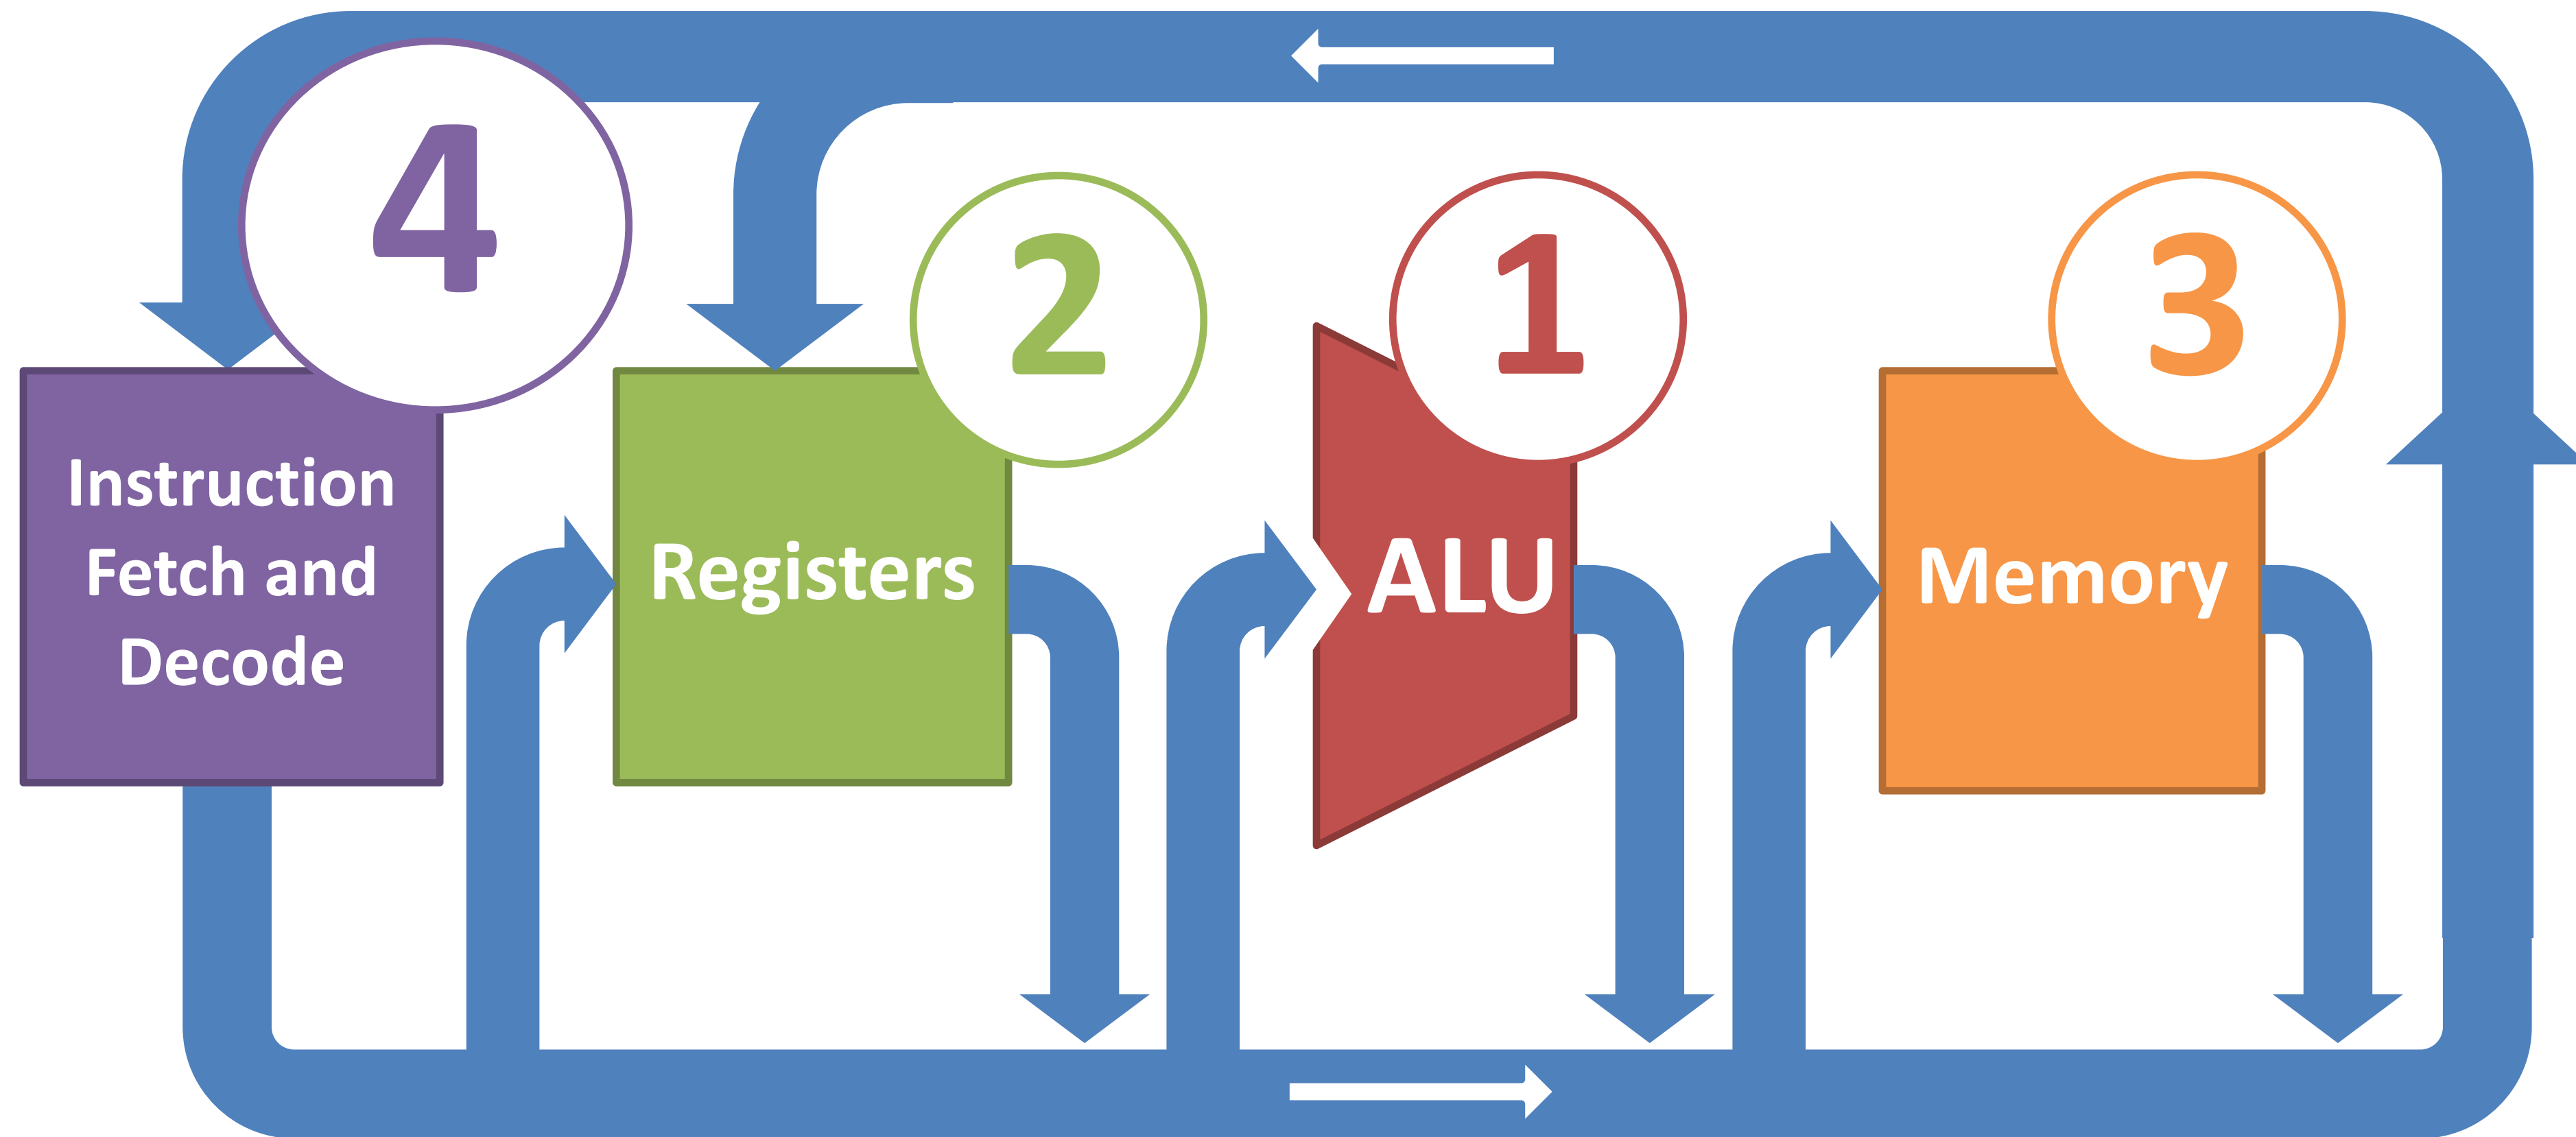 4
2
1
3
Instruction
Fetch and
Decode
Registers
ALU
Memory